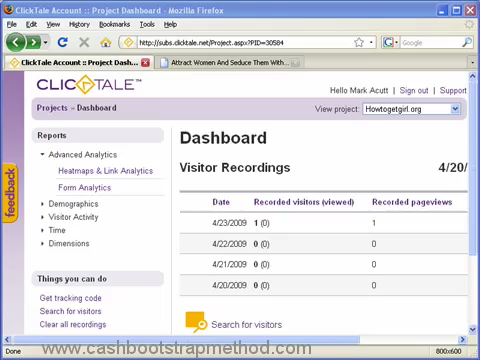 ClickTale Account :: Project Dashboard - Mozilla Firefox
File Edit View History Bookmarks Tools Help
http://subs.clicktale.net/Project.aspx?PID=30584
Google
ClickTale Account :: Project Dash...
Attract Women And Seduce Them With...
CLICKTALE™
Hello Mark Acutt | Sign out | Support
Projects » Dashboard
View project: Howtogetgirl.org
Reports
Advanced Analytics
Heatmaps & Link Analytics
Form Analytics
Demographics
Visitor Activity
Time
Dimensions
feedback
Things you can do
Get tracking code
Search for visitors
Clear all recordings
Dashboard
Visitor Recordings 4/20/
Date Recorded visitors (viewed) Recorded pageviews
4/23/2009 1 (0) 1
4/22/2009 0 (0) 0
4/21/2009 0 (0) 0
4/20/2009 0 (0) 0
Search for visitors
Done
800x600
www.cashbootstrapmethod.com